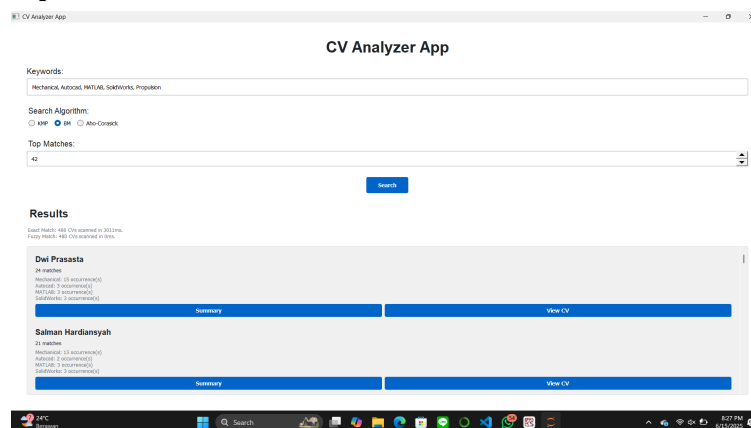 CV Analyzer App
CV Analyzer App
Keywords:
Mechanical, Autocad, MATLAB, SolidWorks, Propulsion
Search Algorithm:
KMP BM Aho-Corasick
Top Matches:
42
Search
Results
Exact Match: 480 CVs scanned in 3011ms.
Fuzzy Match: 480 CVs scanned in 0ms.
Dwi Prasasta
24 matches
Mechanical: 15 occurrence(s)
Autocad: 3 occurrence(s)
MATLAB: 3 occurrence(s)
SolidWorks: 3 occurrence(s)
Summary View CV
Salman Hardiansyah
21 matches
Mechanical: 13 occurrence(s)
Autocad: 2 occurrence(s)
MATLAB: 3 occurrence(s)
SolidWorks: 3 occurrence(s)
Summary View CV
24°C
Berawan
Search
8:27 PM
6/15/2025